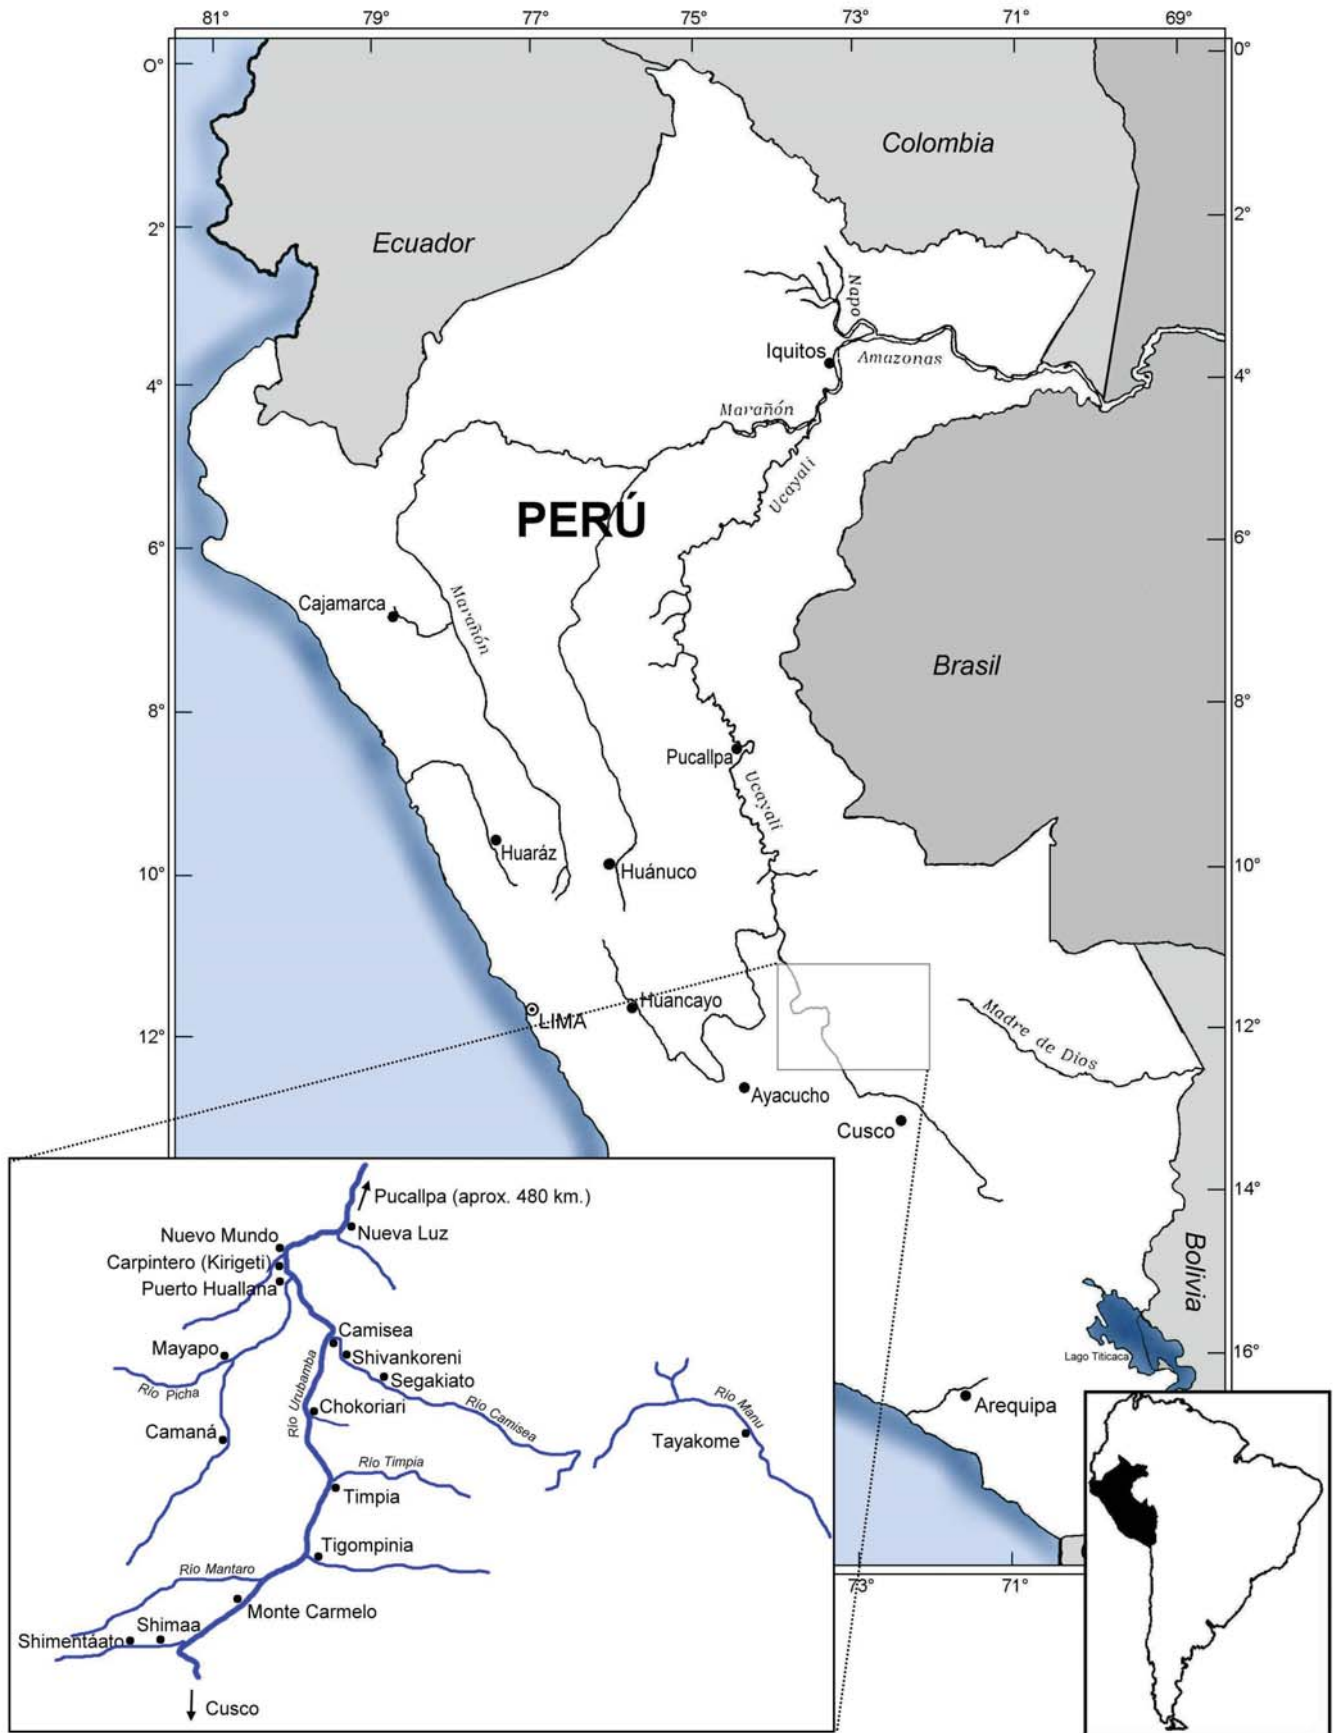 81°
79°
77°
75°
73°
71°
69°
O°
0°
Colombia
2°
2°
Ecuador
Napo
Iquitos
Amazonas
4°
4°
Marañón
Ucayali
PERÚ
6°
6°
Cajamarca
Marañón
Brasil
8°
8°
Pucallpa
Ucayali
Huaráz
Huánuco
10°
10°
Huancayo
LIMA
12°
12°
Madre de Dios
Ayacucho
Cusco
14°
14°
Bolivia
Lago Titicaca
16°
Arequipa
73°
71°
Pucallpa (aprox. 480 km.)
Nuevo Mundo
Nueva Luz
Carpintero (Kirigeti)
Puerto Huallana
Camisea
Mayapo
Shivankoreni
Segakiato
Río Picha
Río Urubamba
Chokoriari
Río Camisea
Río Manu
Camaná
Tayakome
Río Timpia
Timpia
Tigompinia
Río Mantaro
Monte Carmelo
Shimaa
Shimentáato
Cusco